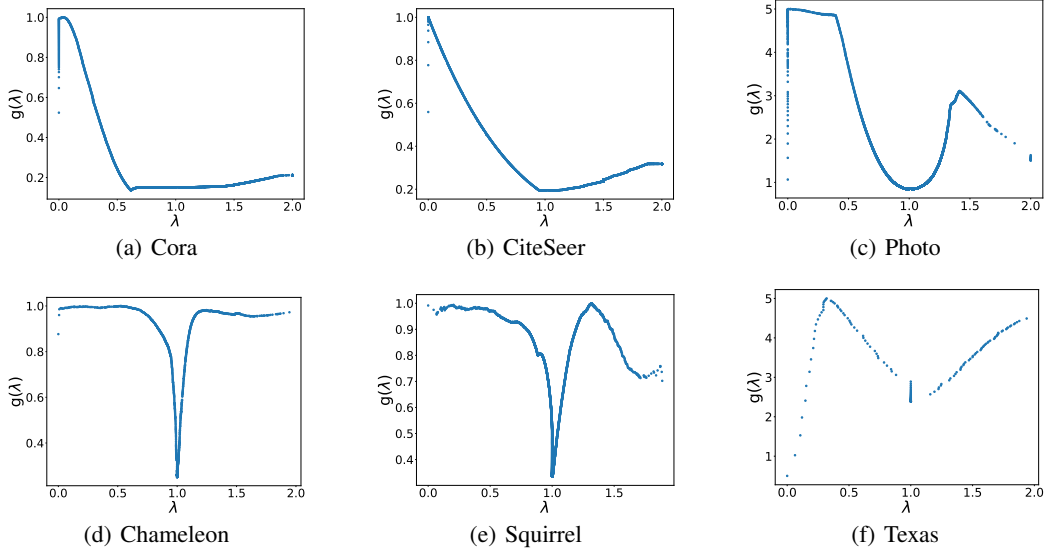 1.0
0.8
0.6
0.4
0.2
g(λ)
0.0 0.5 1.0 1.5 2.0
λ
(a) Cora
1.0
0.8
0.6
0.4
0.2
g(λ)
0.0 0.5 1.0 1.5 2.0
λ
(b) CiteSeer
5
4
3
2
1
g(λ)
0.0 0.5 1.0 1.5 2.0
λ
(c) Photo
1.0
0.8
0.6
0.4
g(λ)
0.0 0.5 1.0 1.5 2.0
λ
(d) Chameleon
1.0
0.9
0.8
0.7
0.6
0.5
0.4
g(λ)
0.0 0.5 1.0 1.5
λ
(e) Squirrel
5
4
3
2
1
g(λ)
0.0 0.5 1.0 1.5 2.0
λ
(f) Texas